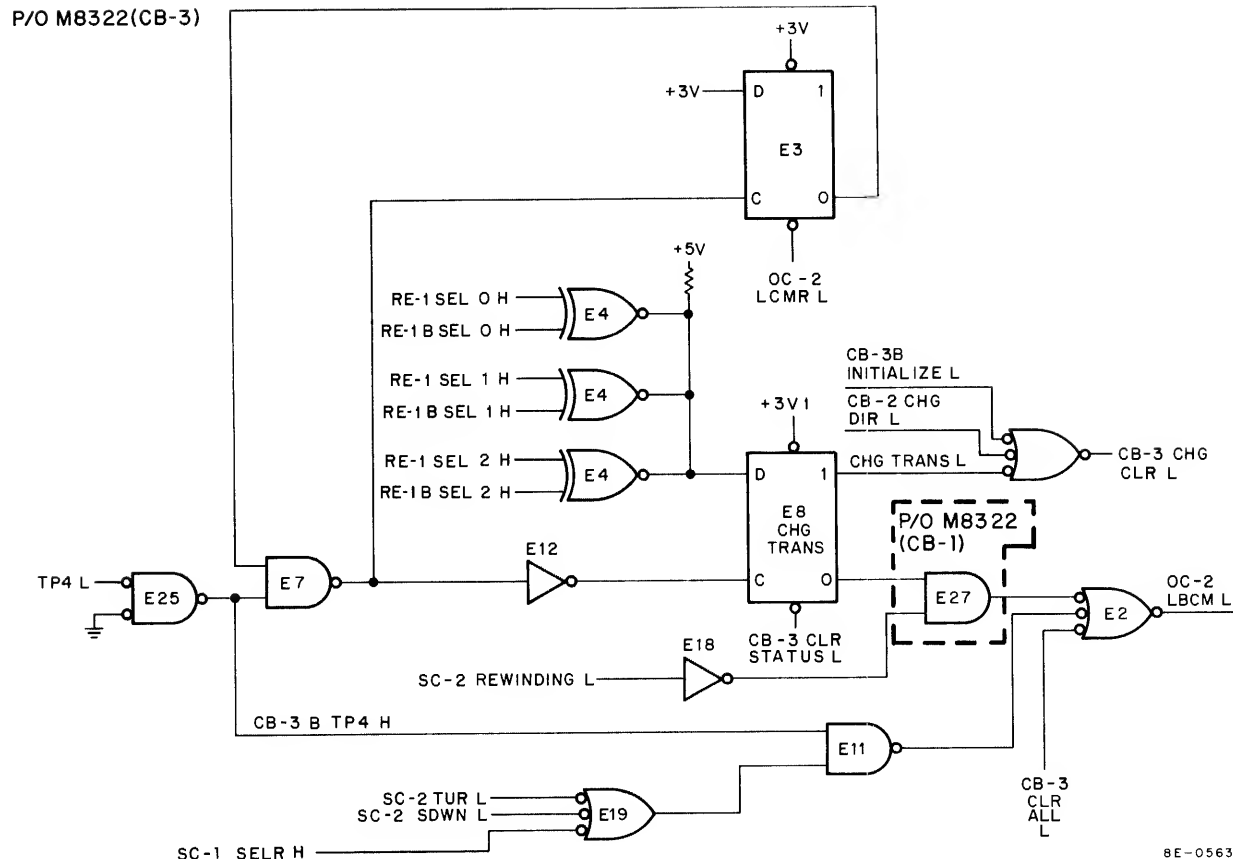 P/O M8322(CB-3)
+3V
+3V
D 1
E3
C 0
OC-2
LCMR L
+5V
RE-1 SEL 0 H
RE-1 B SEL 0 H
E4
RE-1 SEL 1 H
RE-1B SEL 1 H
E4
RE-1 SEL 2 H
RE-1B SEL 2 H
E4
+3V1
D 1
E8
CHG
TRANS
C 0
CB-3 CLR
STATUS L
CB-3B
INITIALIZE L
CB-2 CHG
DIR L
CHG TRANS L
CB-3 CHG
CLR L
P/O M8322
(CB-1)
E27
E12
TP4 L
E25
E7
E18
SC-2 REWINDING L
E2
OC-2
LBCM L
CB-3 B TP4 H
E11
SC-2 TUR L
SC-2 SDWN L
E19
SC-1 SELR H
CB-3
CLR
ALL
L
8E-0563